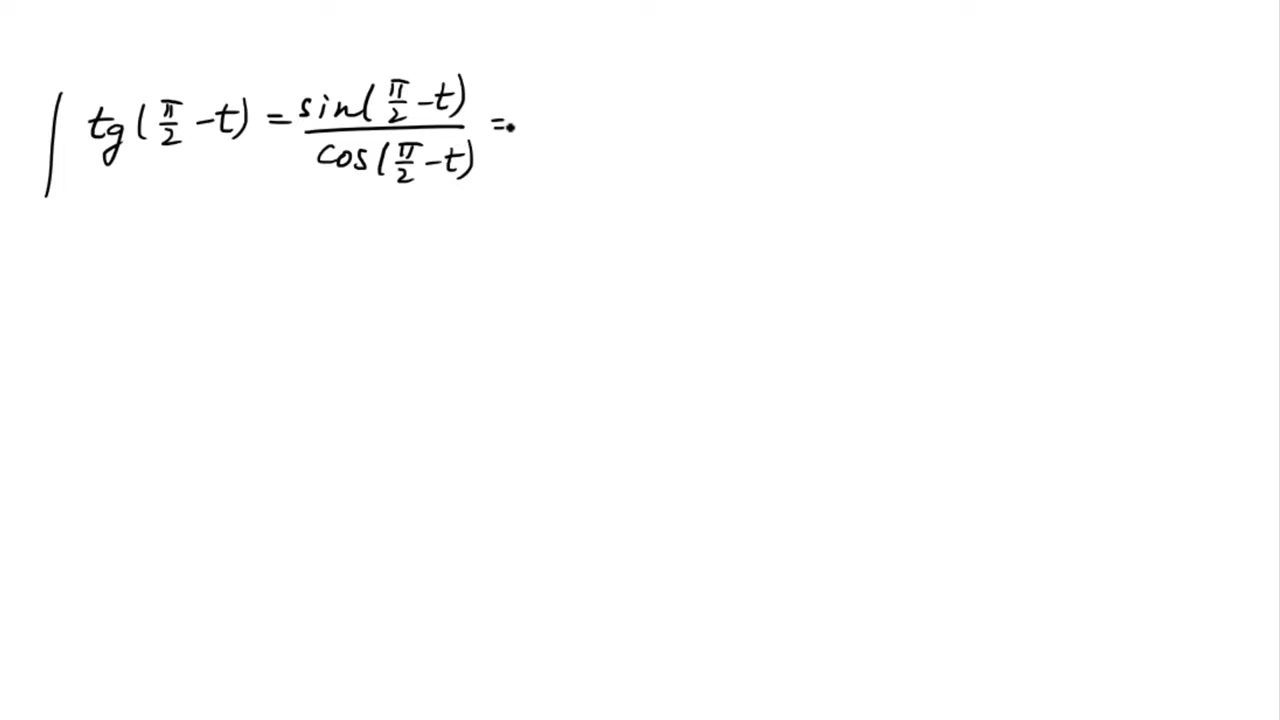 tg(π/2 - t) = sin(π/2 - t) / cos(π/2 - t) =